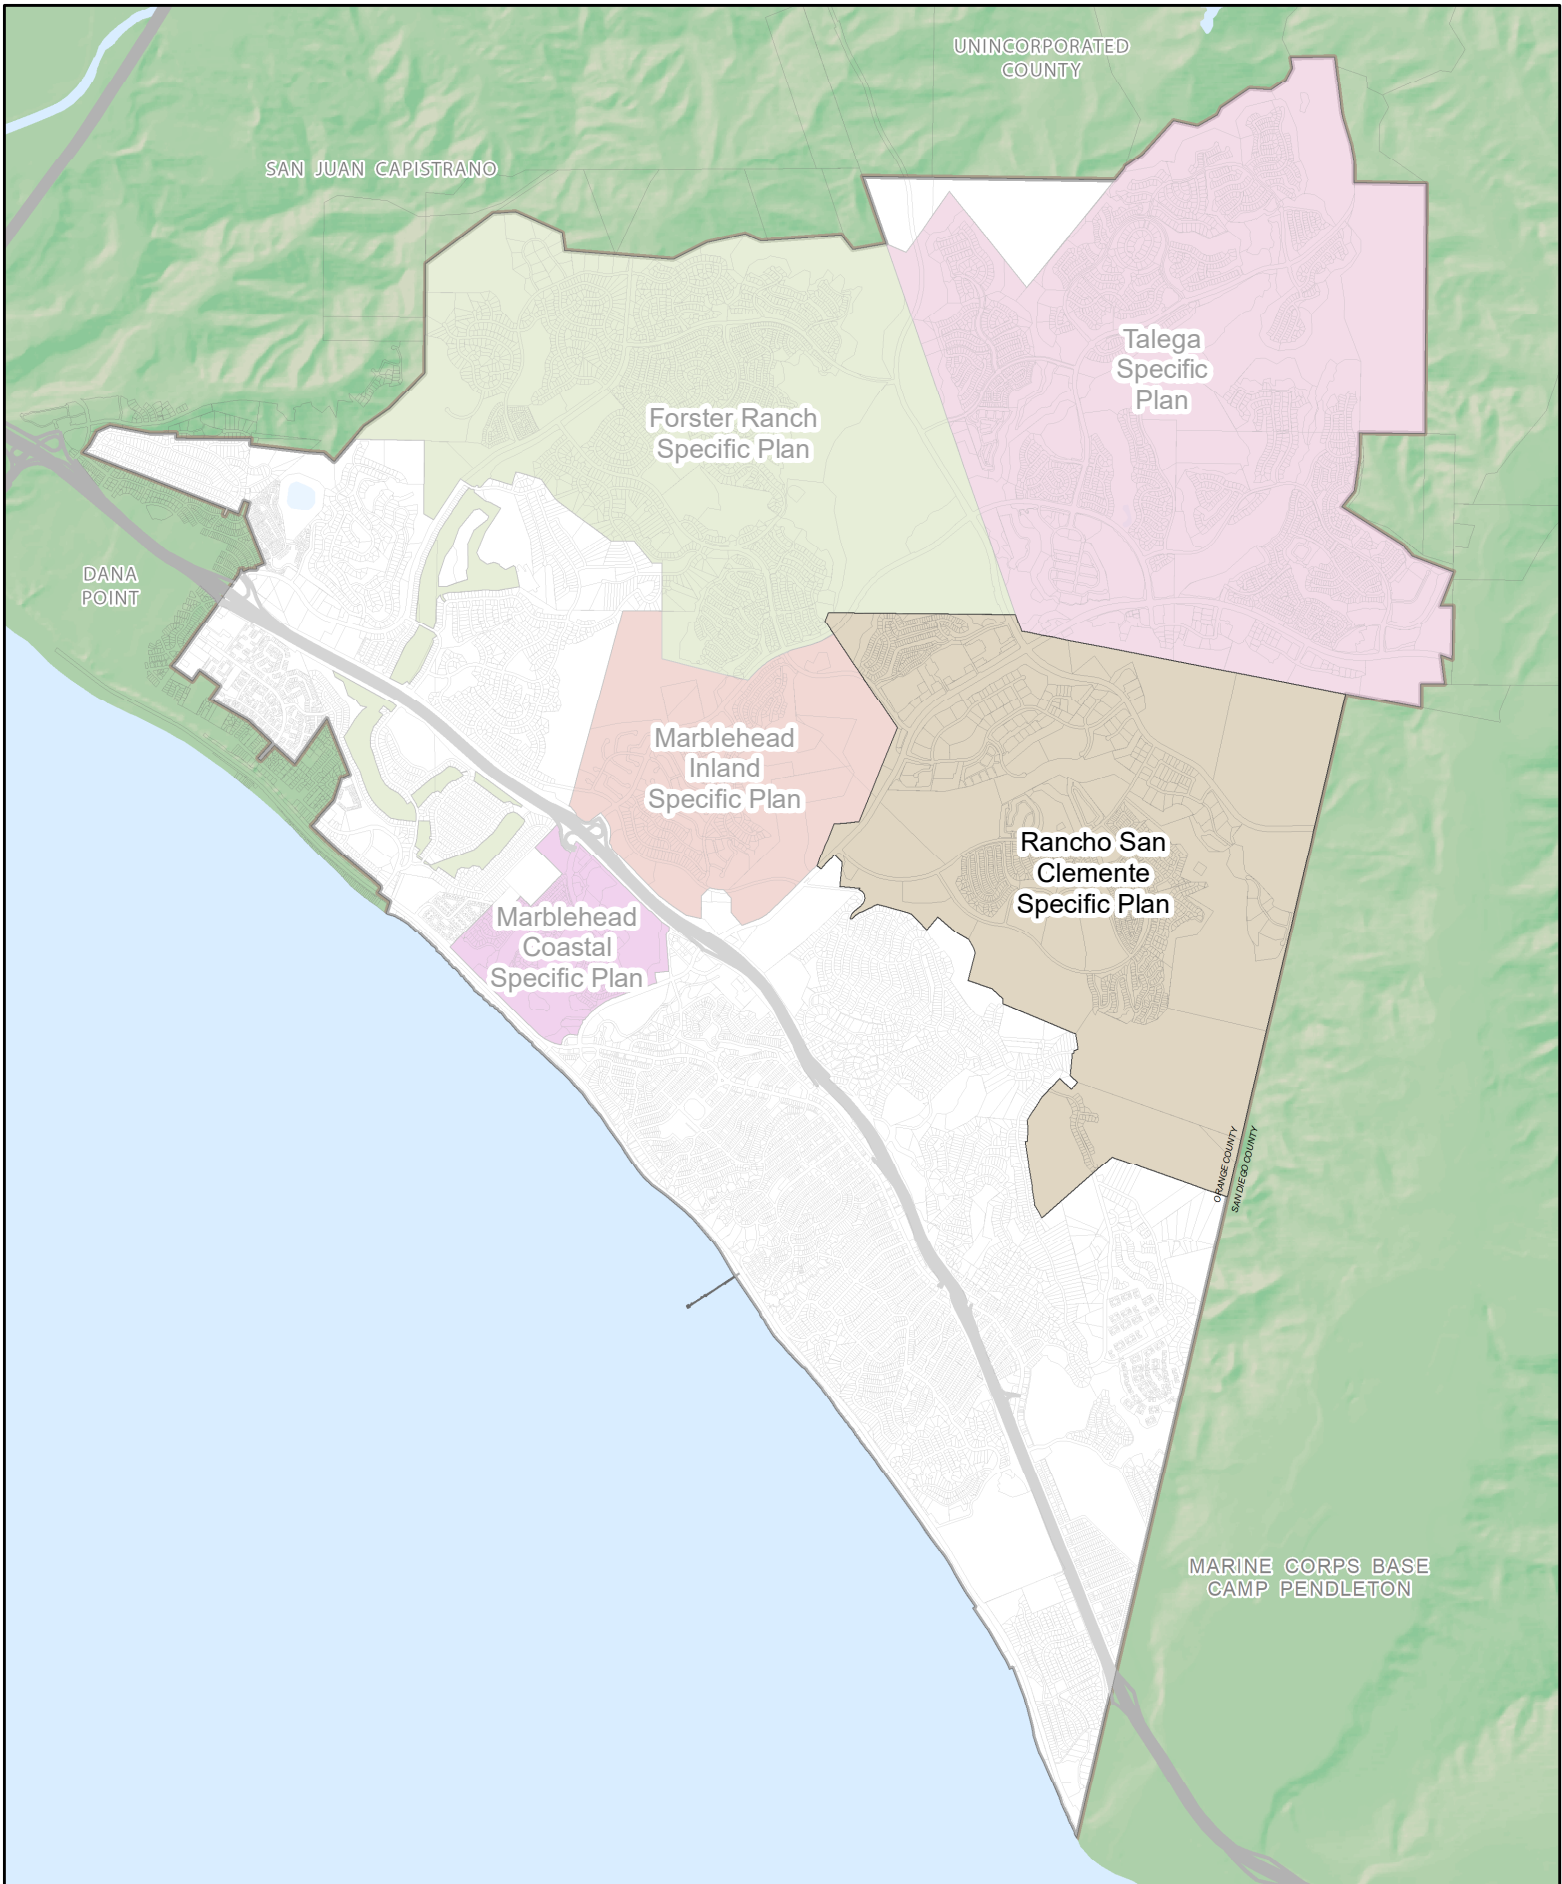 UNINCORPORATED
COUNTY
SAN JUAN CAPISTRANO
Talega
Specific
Plan
Forster Ranch
Specific Plan
DANA
POINT
Marblehead
Inland
Specific Plan
Rancho San
Clemente
Specific Plan
Marblehead
Coastal
Specific Plan
ORANGE COUNTY
SAN DIEGO COUNTY
MARINE CORPS BASE
CAMP PENDLETON